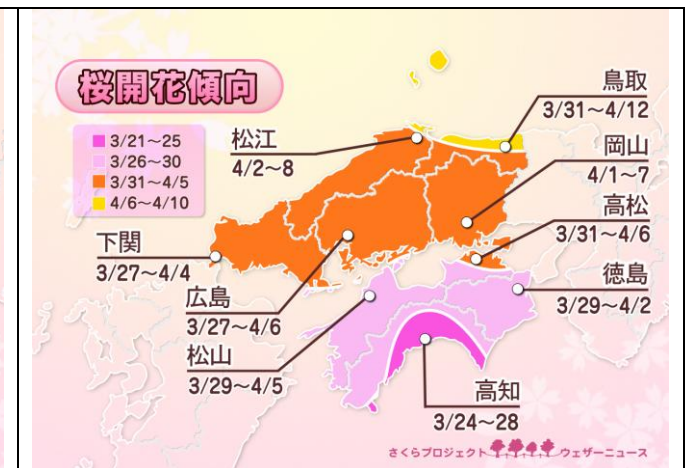 桜開花傾向
3/21～25
3/26～30
3/31～4/5
4/6～4/10
鳥取
3/31～4/12
松江
4/2～8
岡山
4/1～7
高松
3/31～4/6
下関
3/27～4/4
徳島
3/29～4/2
広島
3/27～4/6
松山
3/29～4/5
高知
3/24～28
さくらプロジェクト ウェザーニュース